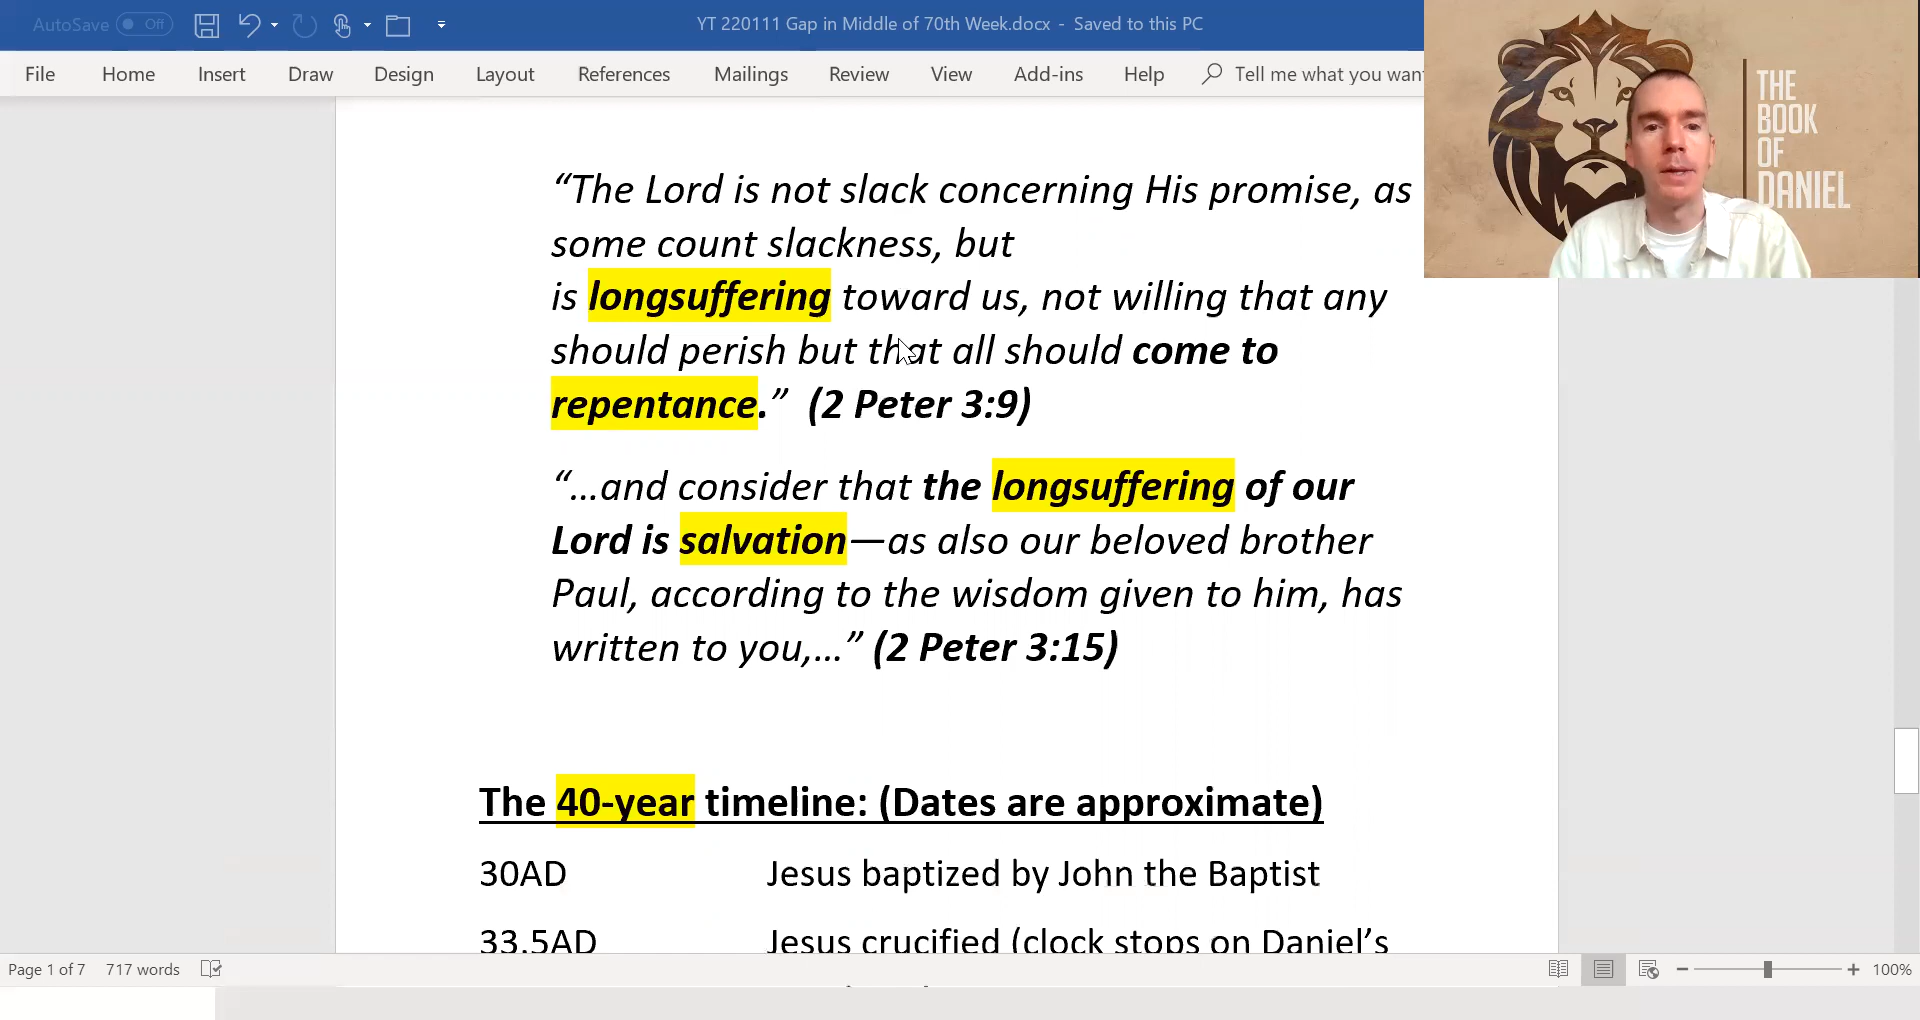 AutoSave Off
YT 220111 Gap in Middle of 70th Week.docx - Saved to this PC
File Home Insert Draw Design Layout References Mailings Review View Add-ins Help Tell me what you wan
THE
BOOK
OF
DANIEL
“The Lord is not slack concerning His promise, as
some count slackness, but
is longsuffering toward us, not willing that any
should perish but that all should come to
repentance.” (2 Peter 3:9)
“…and consider that the longsuffering of our
Lord is salvation—as also our beloved brother
Paul, according to the wisdom given to him, has
written to you,…” (2 Peter 3:15)
The 40-year timeline: (Dates are approximate)
30AD Jesus baptized by John the Baptist
33.5AD Jesus crucified (clock stops on Daniel’s
Page 1 of 7 717 words 100%